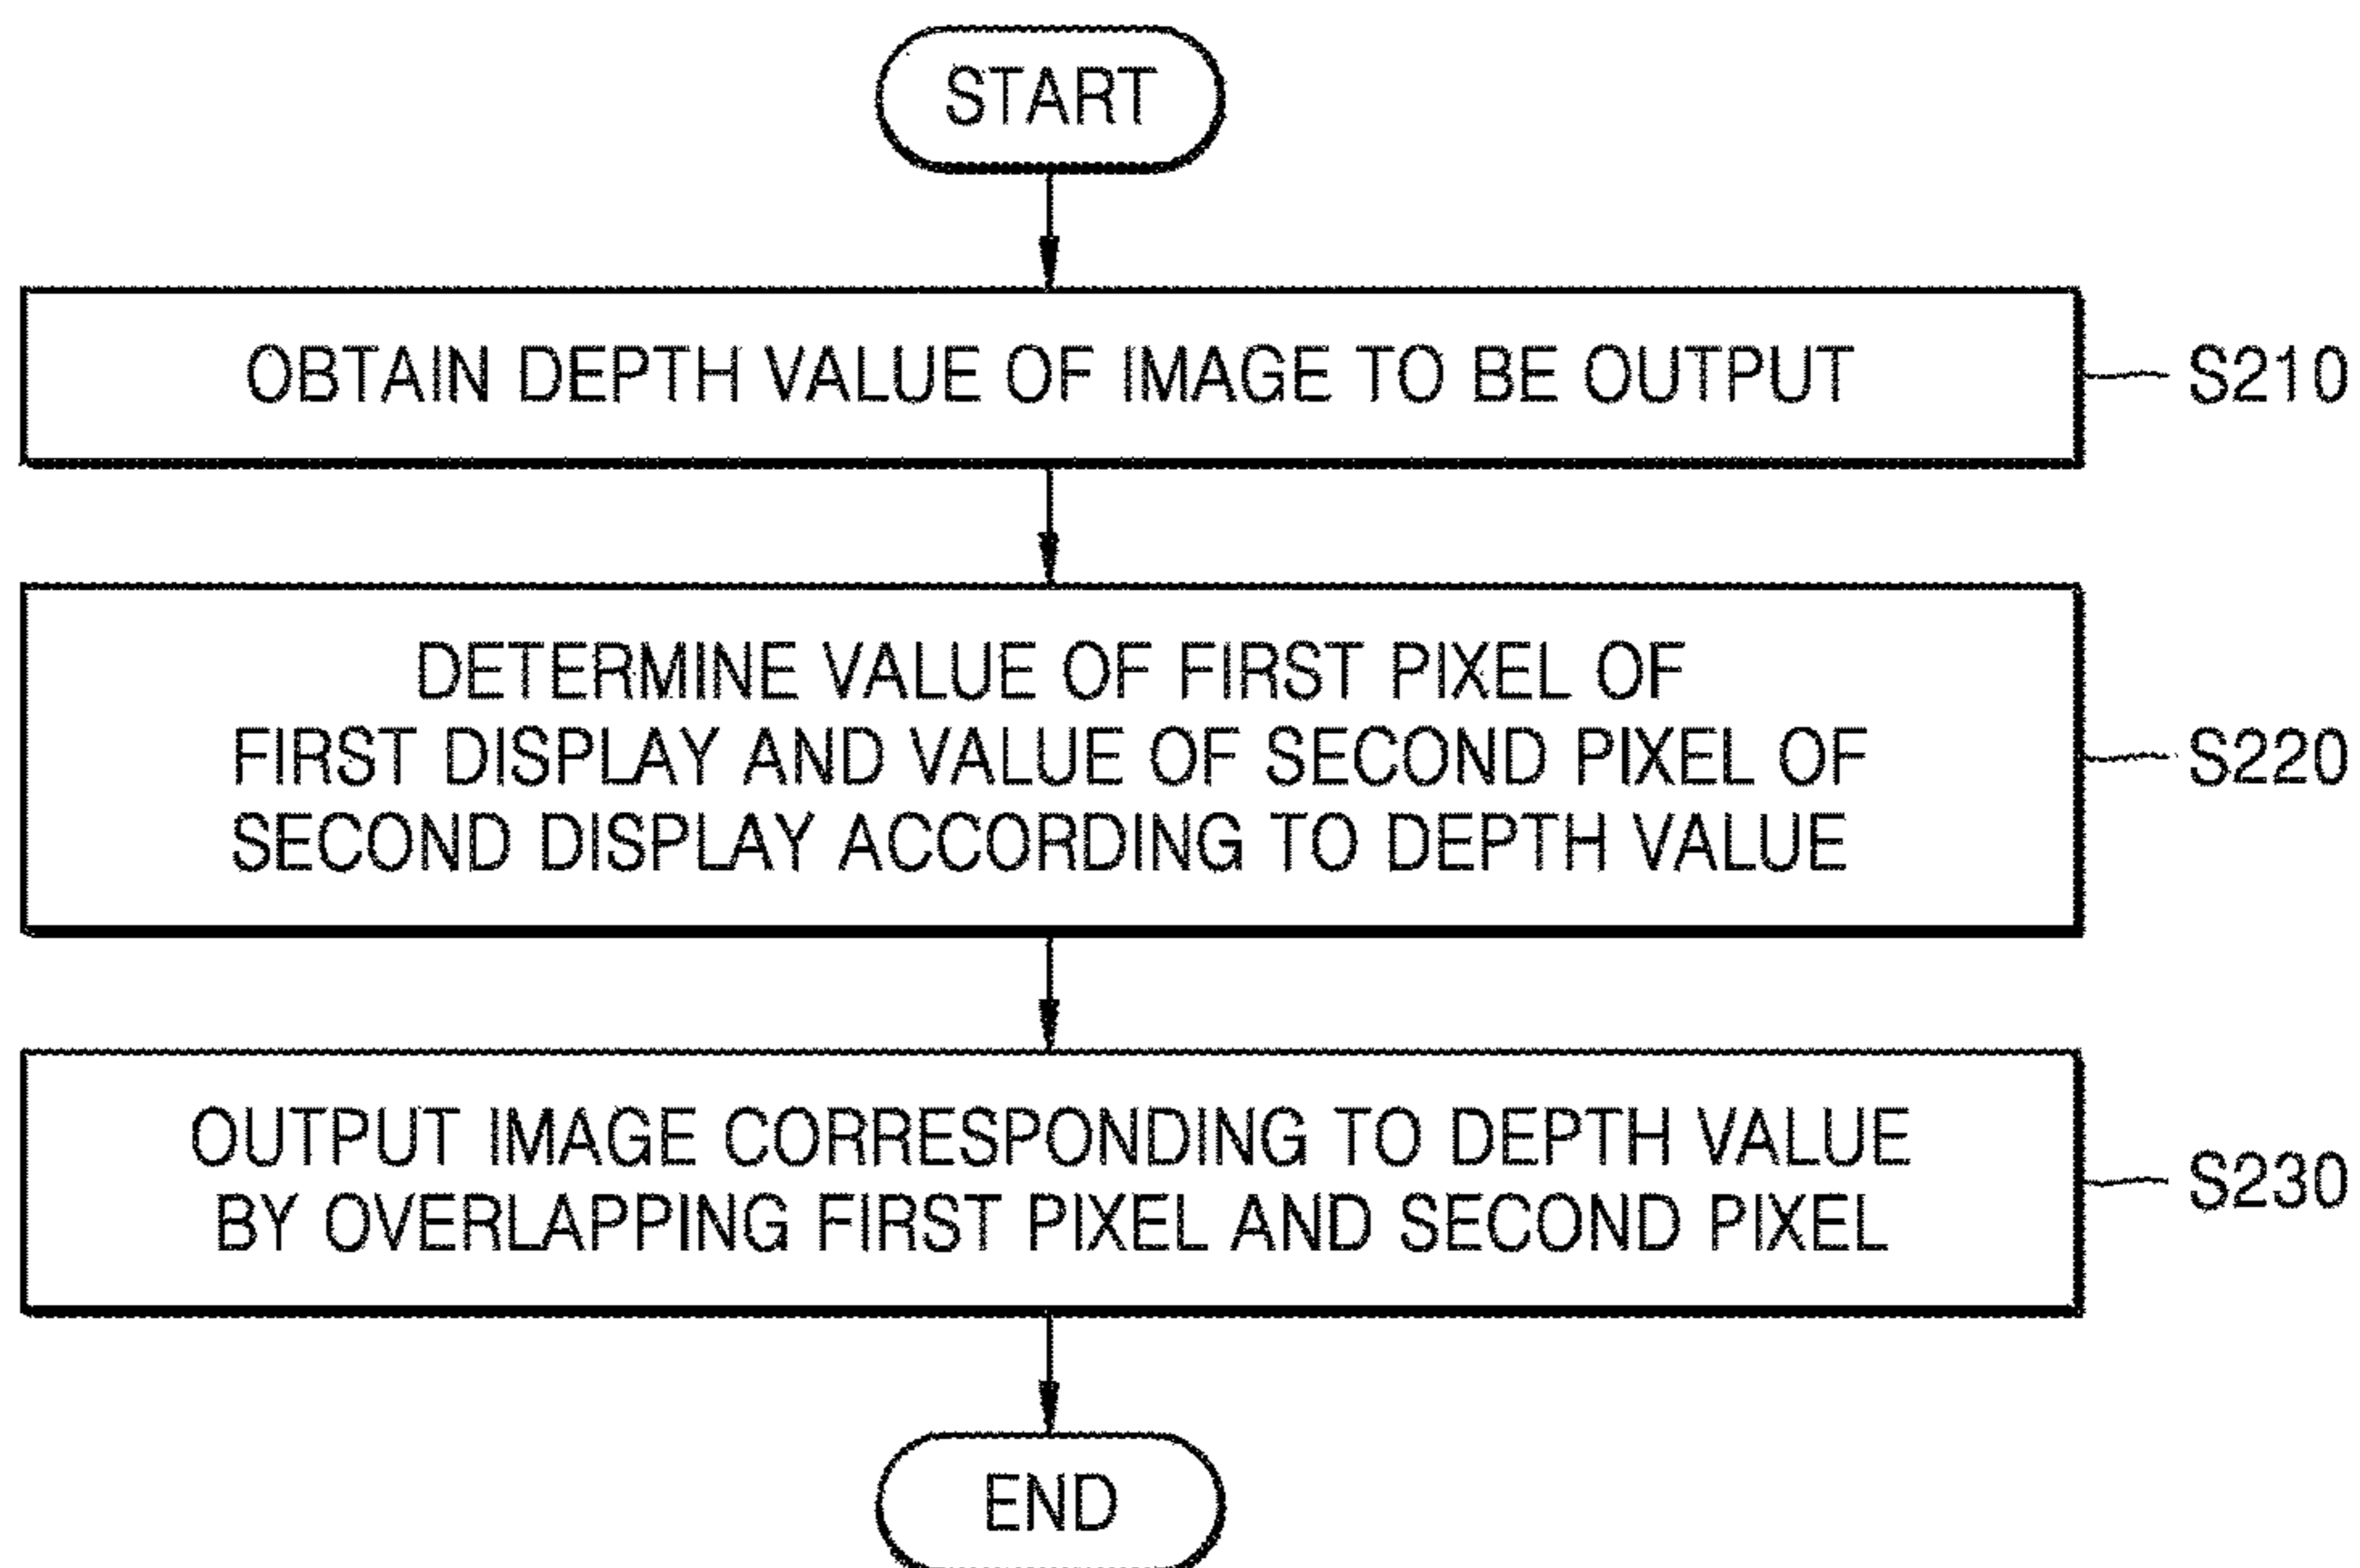 START
OBTAIN DEPTH VALUE OF IMAGE TO BE OUTPUT
S210
DETERMINE VALUE OF FIRST PIXEL OF
FIRST DISPLAY AND VALUE OF SECOND PIXEL OF
SECOND DISPLAY ACCORDING TO DEPTH VALUE
S220
OUTPUT IMAGE CORRESPONDING TO DEPTH VALUE
BY OVERLAPPING FIRST PIXEL AND SECOND PIXEL
S230
END